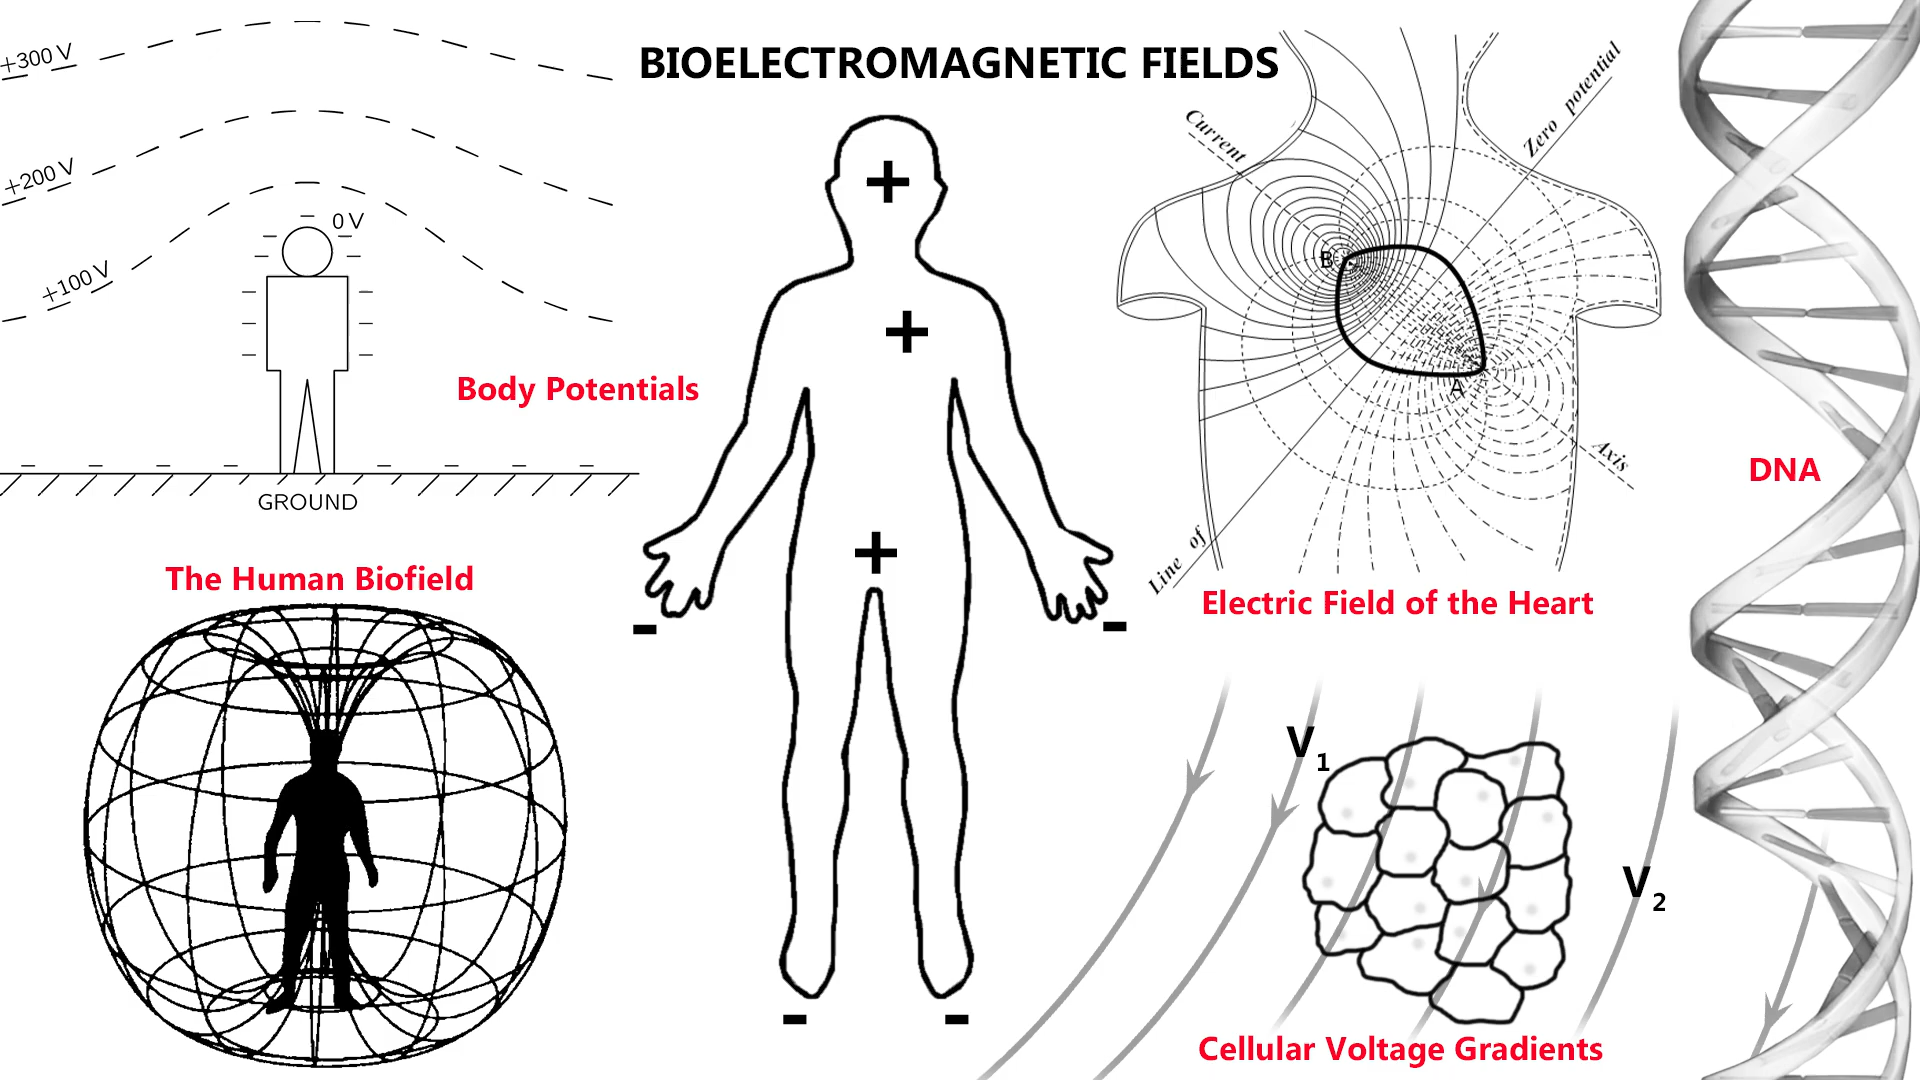 BIOELECTROMAGNETIC FIELDS
+300 V
+200 V
+100 V
0 V
GROUND
Body Potentials
The Human Biofield
+
+
+
-
-
-
-
Current
Zero potential
B
A
Axis
Line of
Electric Field of the Heart
DNA
V1
V2
Cellular Voltage Gradients